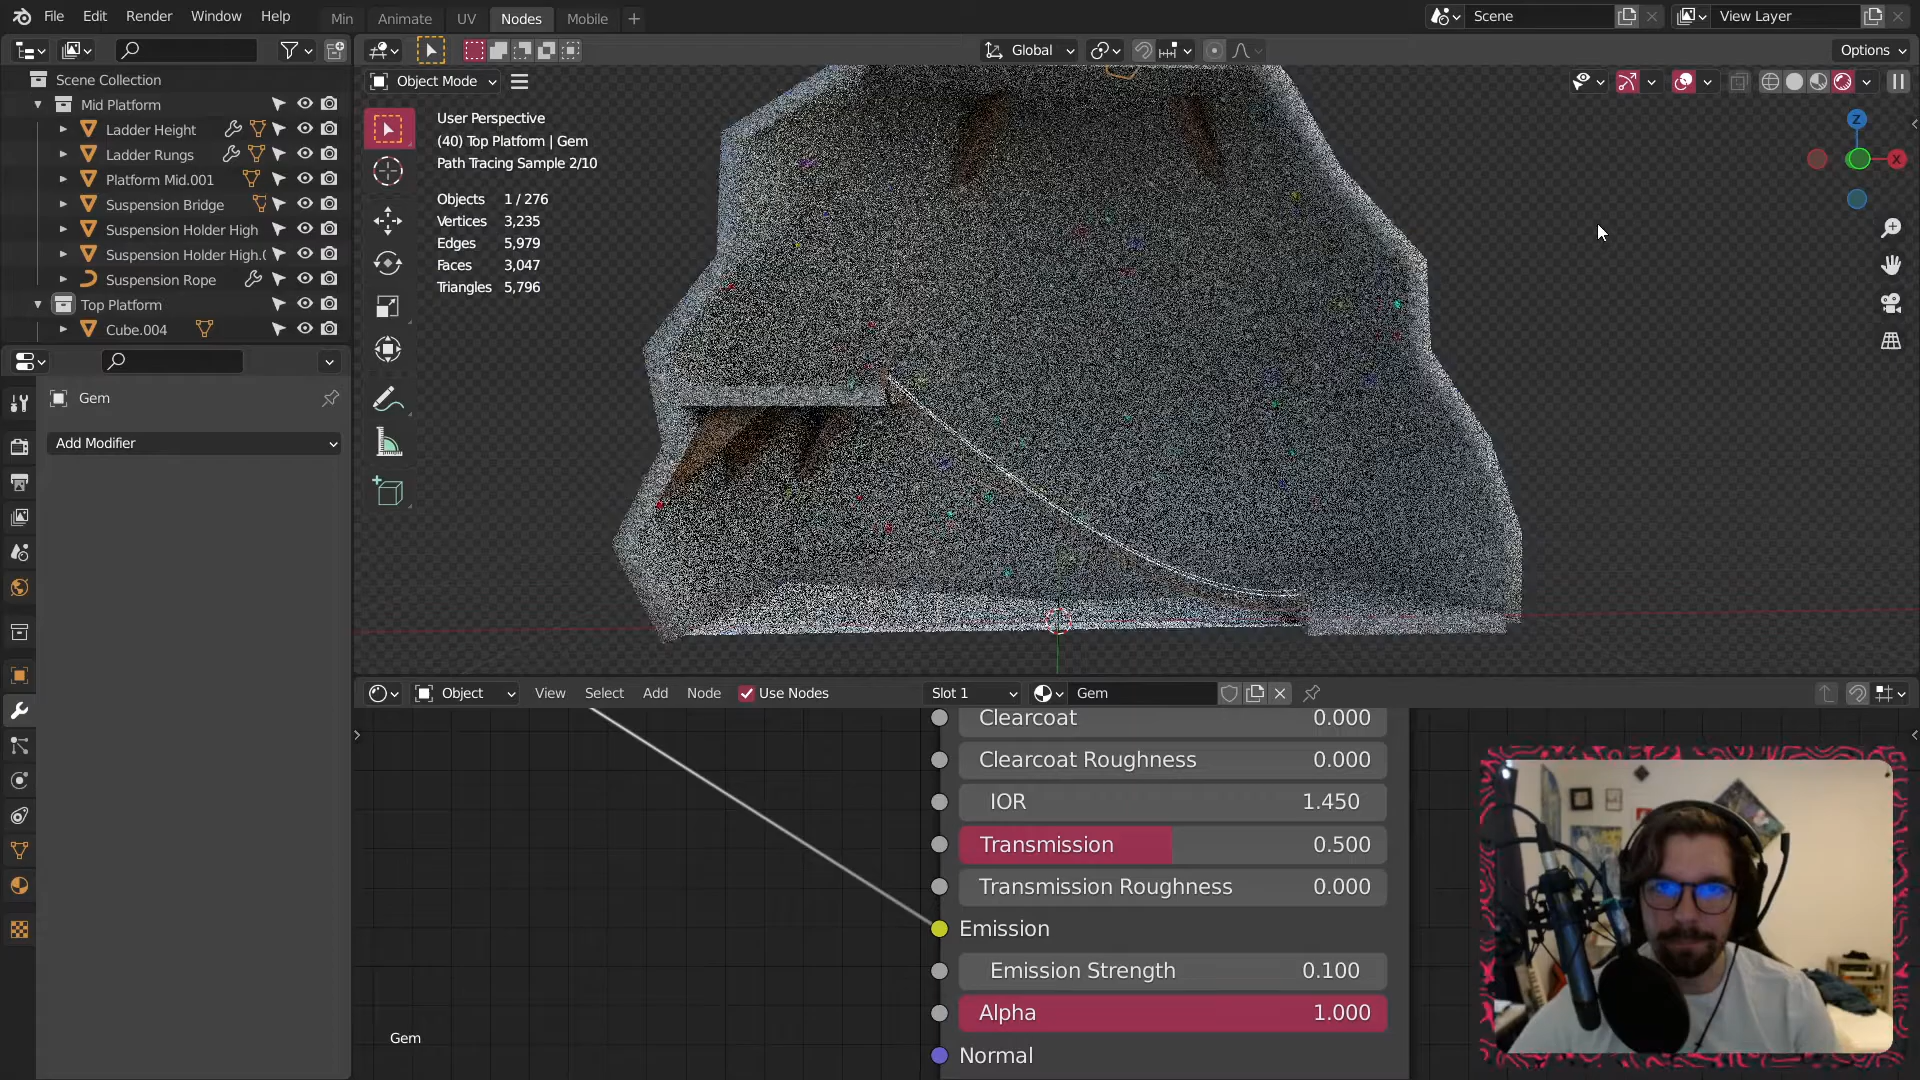 File Edit Render Window Help Min Animate UV Nodes Mobile + Scene View Layer
Global Options
Scene Collection
Object Mode
Mid Platform
User Perspective
Ladder Height
(40) Top Platform | Gem
Ladder Rungs
Path Tracing Sample 2/10
Platform Mid.001
Objects 1 / 276
Suspension Bridge
Vertices 3,235
Suspension Holder High
Edges 5,979
Suspension Holder High.0
Faces 3,047
Suspension Rope
Triangles 5,796
Top Platform
Cube.004
Z
X
Gem
Add Modifier
Object View Select Add Node Use Nodes Slot 1 Gem
Clearcoat 0.000
Clearcoat Roughness 0.000
IOR 1.450
Transmission 0.500
Transmission Roughness 0.000
Emission
Emission Strength 0.100
Alpha 1.000
Normal
Gem